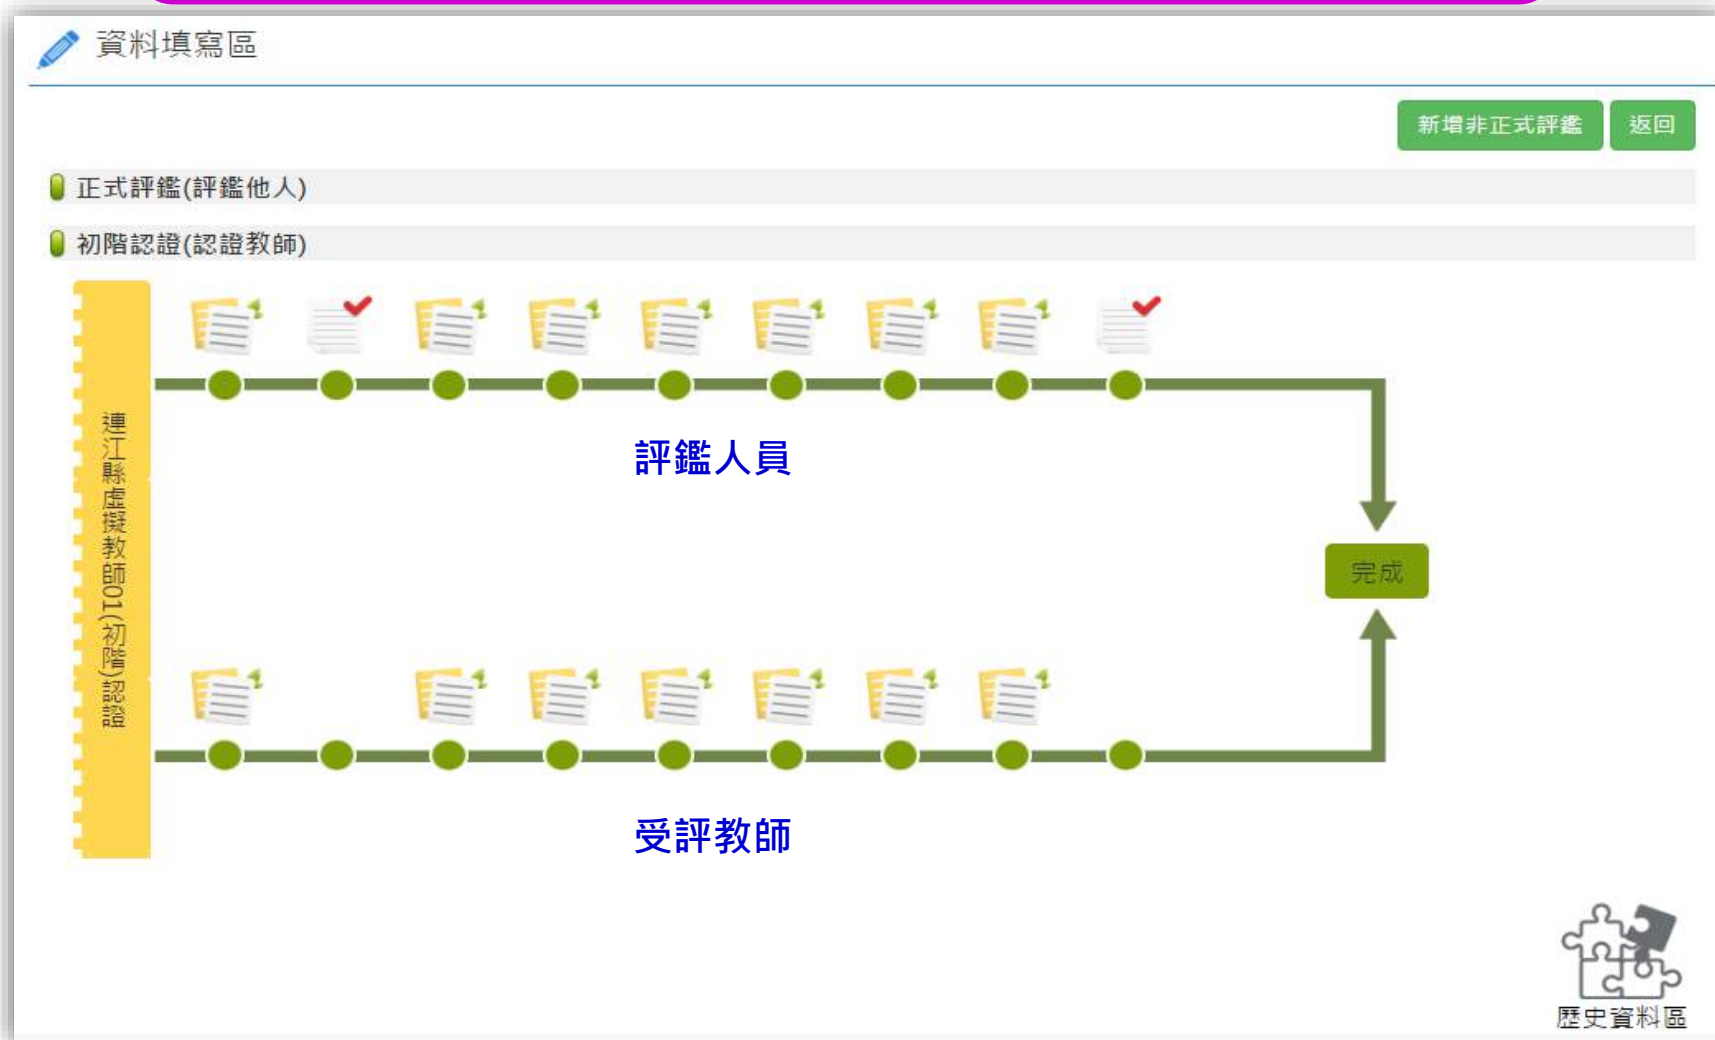 資料填寫區
新增非正式評鑑 返回
正式評鑑(評鑑他人)
初階認證(認證教師)
連江縣虛擬教師01(初階)認證
評鑑人員
完成
受評教師
歷史資料區